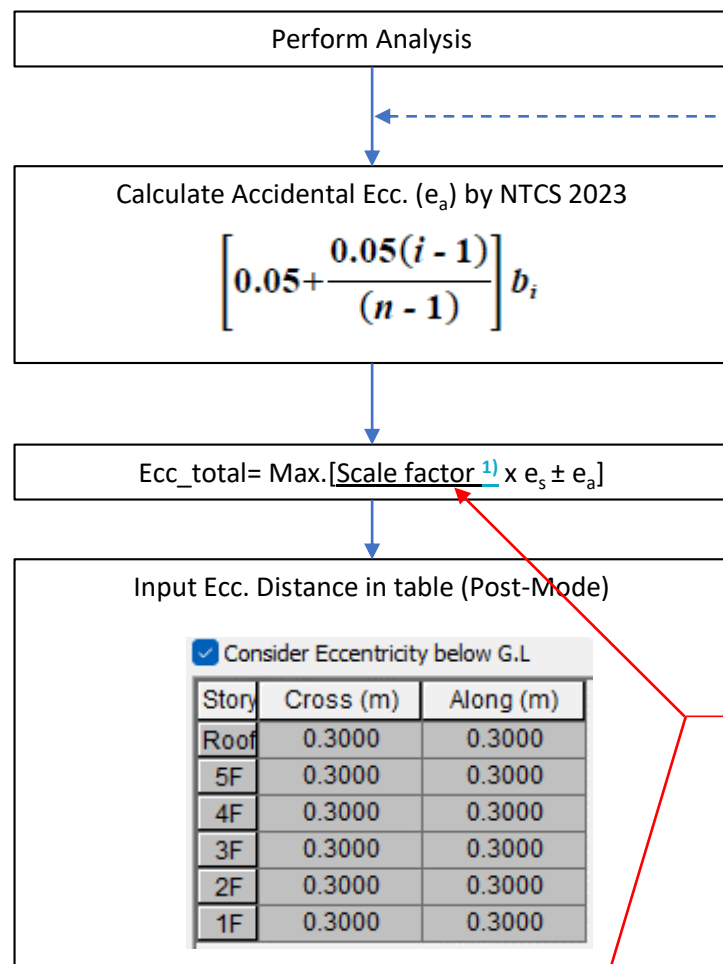 Perform Analysis
Calculate Accidental Ecc. (eₐ) by NTCS 2023
[0.05+ 0.05(i - 1) / (n - 1)] bᵢ
Ecc_total= Max.[Scale factor ¹⁾ x eₛ ± eₐ]
Input Ecc. Distance in table (Post-Mode)
Consider Eccentricity below G.L
Story Cross (m) Along (m)
Roof 0.3000 0.3000
5F 0.3000 0.3000
4F 0.3000 0.3000
3F 0.3000 0.3000
2F 0.3000 0.3000
1F 0.3000 0.3000